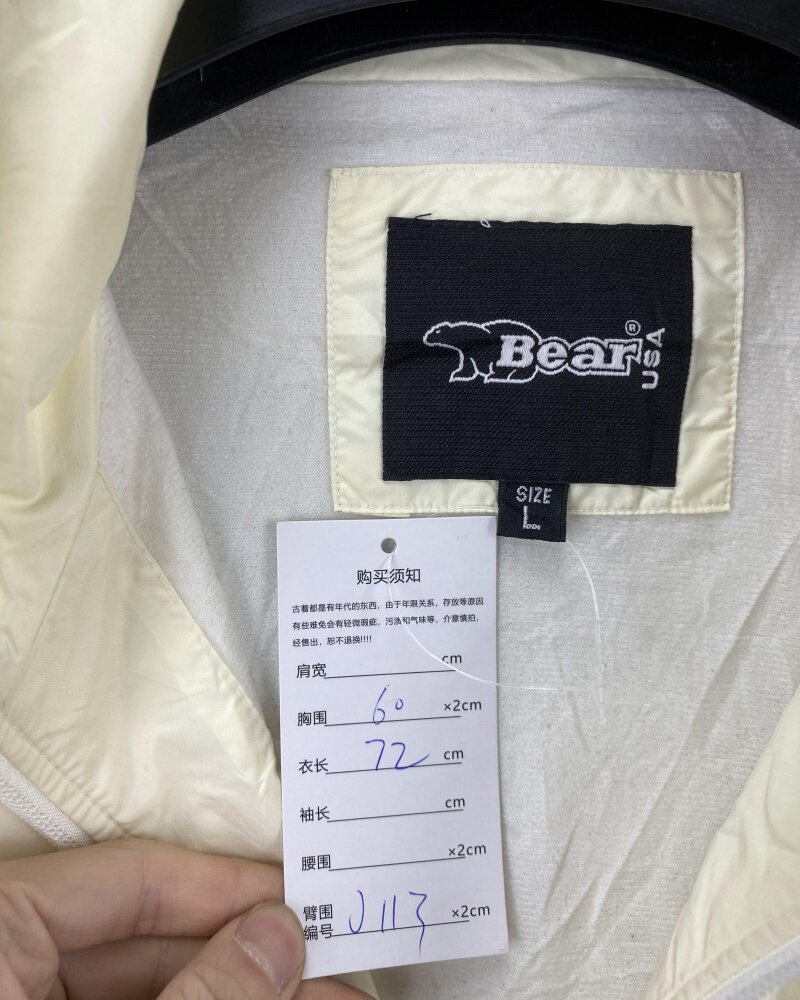 Bear®
USA
SIZE
L
购买须知
古着都是有年代的东西，由于年限关系，存放等原因
有些难免会有轻微瑕疵，污渍和气味等，介意慎拍，
经售出，恕不退换!!!!
肩宽 cm
胸围 60 ×2cm
衣长 72 cm
袖长 cm
腰围 ×2cm
臂围
编号 J113 ×2cm